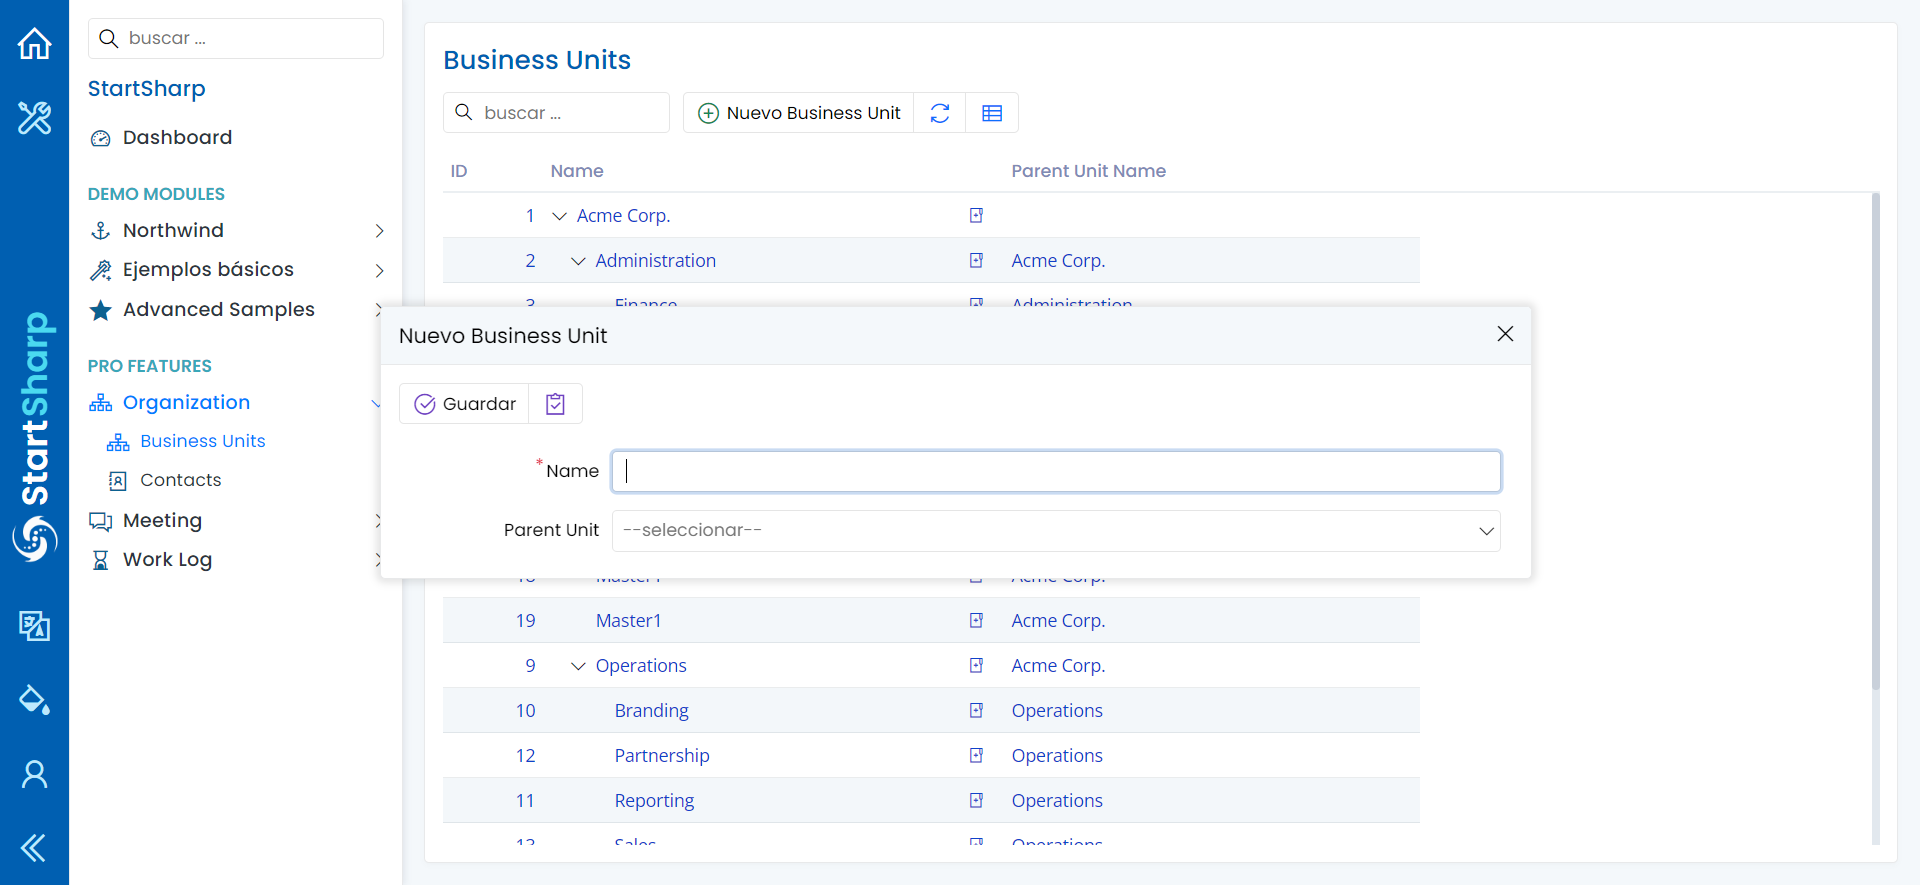 StartSharp
buscar ...
StartSharp
Dashboard
DEMO MODULES
Northwind
Ejemplos básicos
Advanced Samples
PRO FEATURES
Organization
Business Units
Contacts
Meeting
Work Log
Business Units
buscar ...
Nuevo Business Unit
ID Name Parent Unit Name
1 Acme Corp.
2 Administration Acme Corp.
3 Finance Administration
Nuevo Business Unit
Guardar
* Name
Parent Unit --seleccionar--
18 Master1 Acme Corp.
19 Master1 Acme Corp.
9 Operations Acme Corp.
10 Branding Operations
12 Partnership Operations
11 Reporting Operations
13 Sales Operations